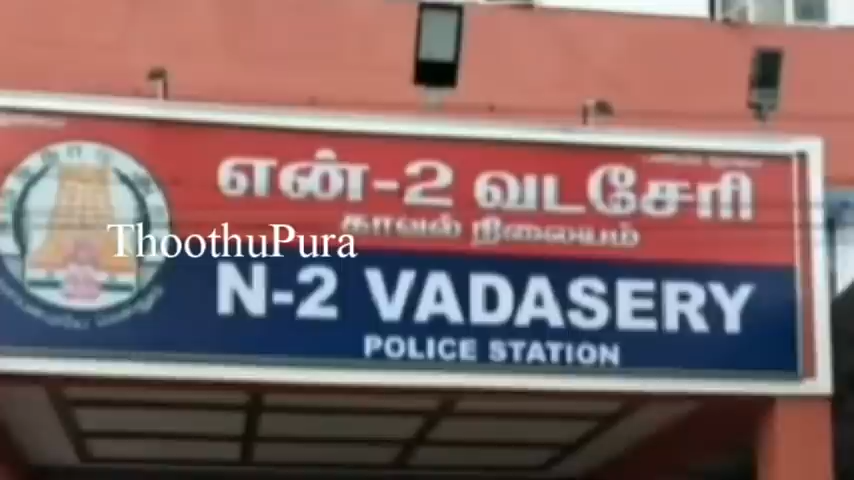 என்-2 வடசேரி
காவல் நிலையம்
ThoothuPura
N-2 VADASERY
POLICE STATION